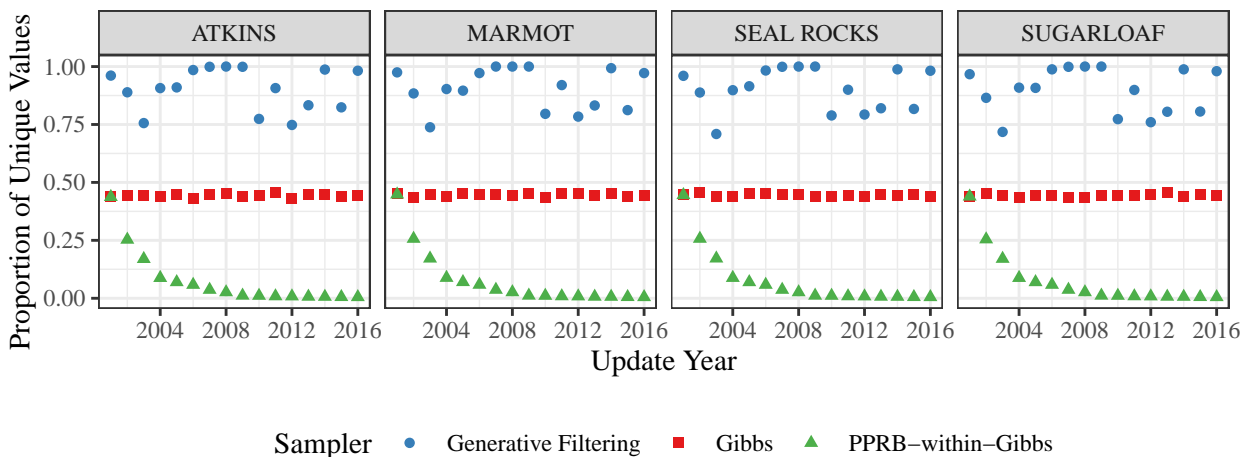 ATKINS MARMOT SEAL ROCKS SUGARLOAF
Proportion of Unique Values
1.00
0.75
0.50
0.25
0.00
2004 2008 2012 2016 2004 2008 2012 2016 2004 2008 2012 2016 2004 2008 2012 2016
Update Year
Sampler Generative Filtering Gibbs PPRB−within−Gibbs